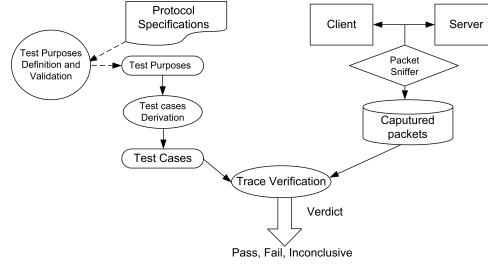 Protocol
Specifications
Test Purposes
Definition and
Validation
Test Purposes
Test cases
Derivation
Test Cases
Client
Server
Packet
Sniffer
Caputured
packets
Trace Verification
Verdict
Pass, Fail, Inconclusive